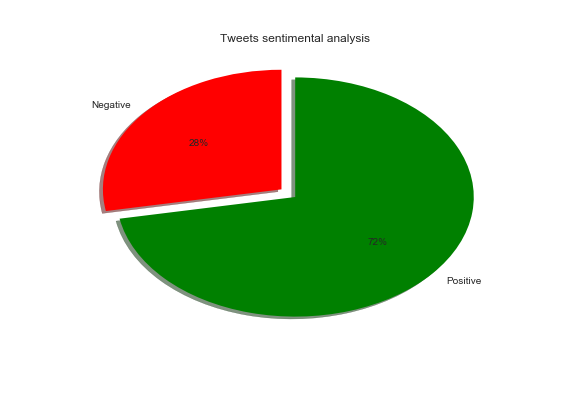 Tweets sentimental analysis
Negative
28%
72%
Positive